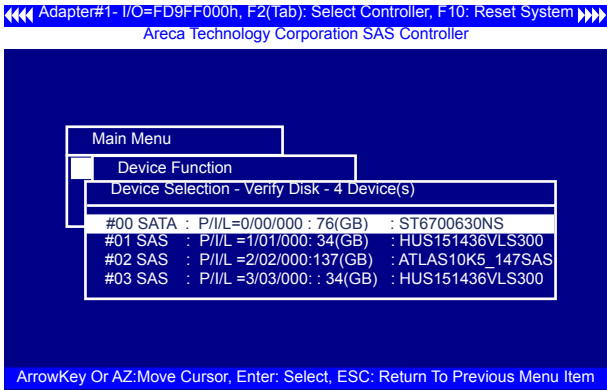 Adapter#1- I/O=FD9FF000h, F2(Tab): Select Controller, F10: Reset System
Areca Technology Corporation SAS Controller
Main Menu
Device Function
Device Selection - Verify Disk - 4 Device(s)
#00 SATA : P/I/L=0/00/000 : 76(GB) : ST6700630NS
#01 SAS : P/I/L =1/01/000: 34(GB) : HUS151436VLS300
#02 SAS : P/I/L =2/02/000:137(GB) : ATLAS10K5_147SAS
#03 SAS : P/I/L =3/03/000: : 34(GB) : HUS151436VLS300
ArrowKey Or AZ:Move Cursor, Enter: Select, ESC: Return To Previous Menu Item